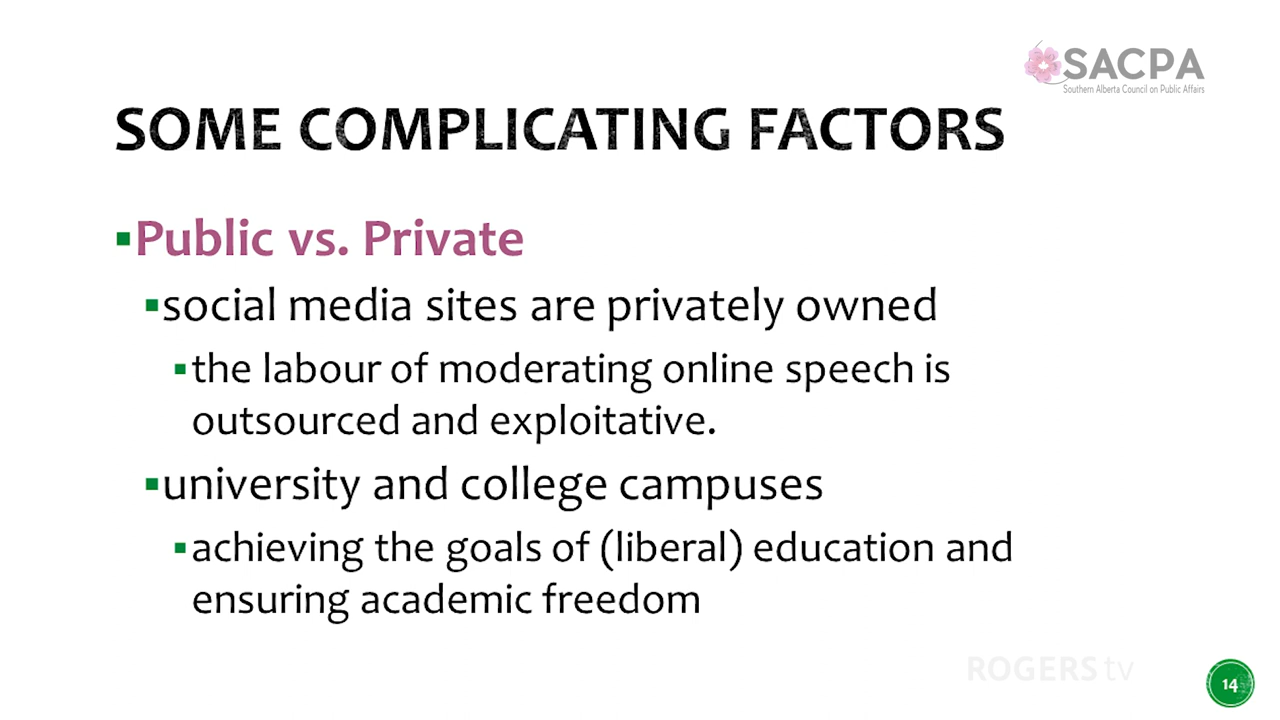 SACPA
Southern Alberta Council on Public Affairs
SOME COMPLICATING FACTORS
▪Public vs. Private
▪social media sites are privately owned
▪the labour of moderating online speech is
outsourced and exploitative.
▪university and college campuses
▪achieving the goals of (liberal) education and
ensuring academic freedom
ROGERS tv
14